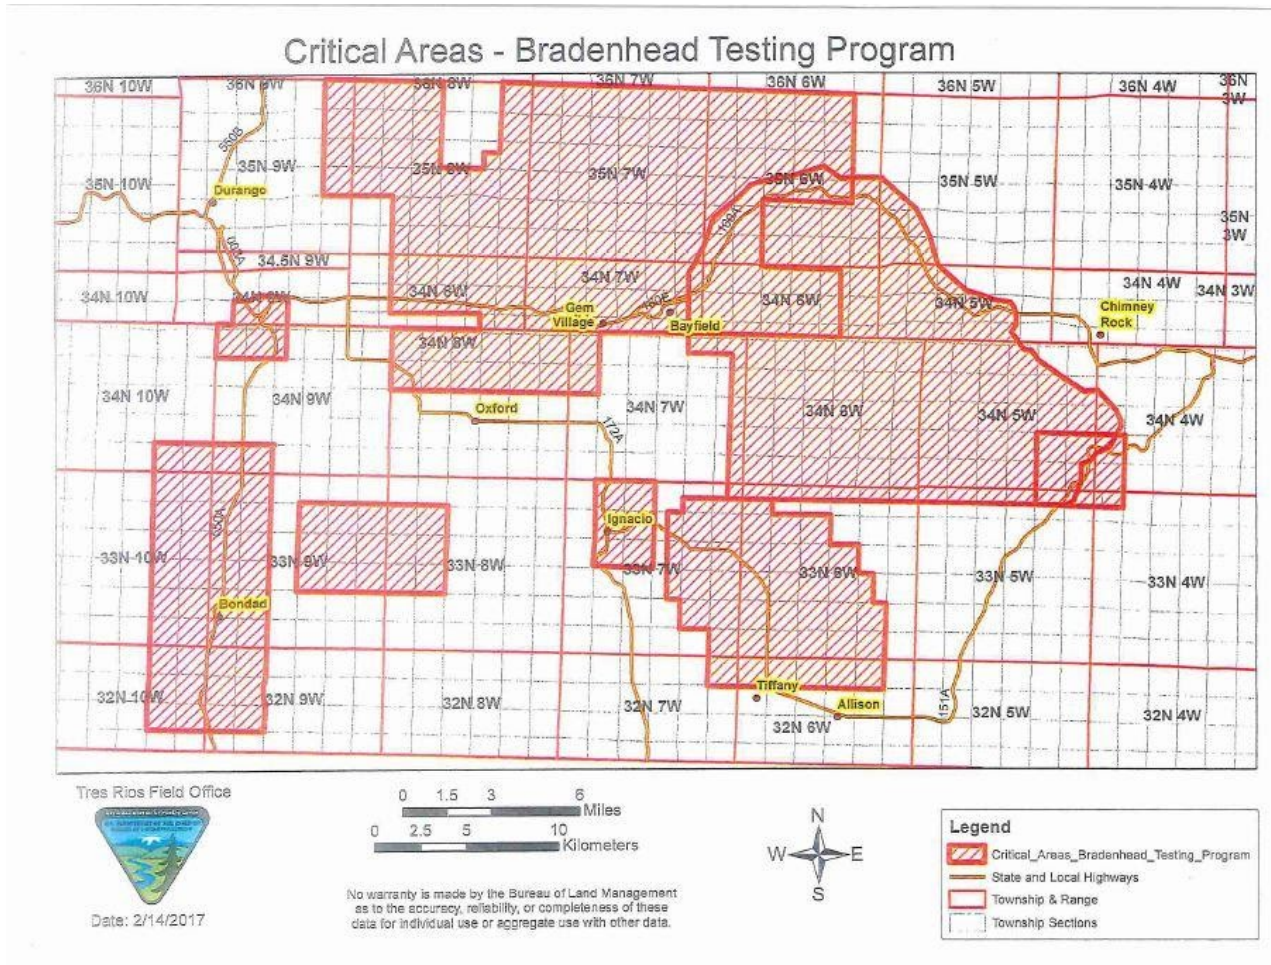 Critical Areas - Bradenhead Testing Program
36N 10W
36N 9W
36N 8W
36N 7W
36N 6W
36N 5W
36N 4W
36N
3W
550B
35N 9W
35N 8W
35N 7W
35N 6W
35N 5W
35N 4W
35N 10W
Durango
35N
3W
160A
34.5N 9W
34N 7W
34N 10W
34N 9W
34N 8W
160E
34N 6W
34N 5W
34N 4W
34N 3W
Gem
Village
Bayfield
Chimney
Rock
34N 8W
34N 10W
34N 9W
Oxford
172A
34N 7W
34N 6W
34N 5W
34N 4W
550A
Ignacio
33N 10W
33N 9W
33N 8W
33N 7W
33N 6W
33N 5W
33N 4W
Bondad
32N 10W
32N 9W
32N 8W
32N 7W
Tiffany
Allison
32N 6W
151A
32N 5W
32N 4W
Tres Rios Field Office
Date: 2/14/2017
0 1.5 3 6
Miles
0 2.5 5 10
Kilometers
No warranty is made by the Bureau of Land Management
as to the accuracy, reliability, or completeness of these
data for individual use or aggregate use with other data.
N
W E
S
Legend
Critical_Areas_Bradenhead_Testing_Program
State and Local Highways
Township & Range
Township Sections